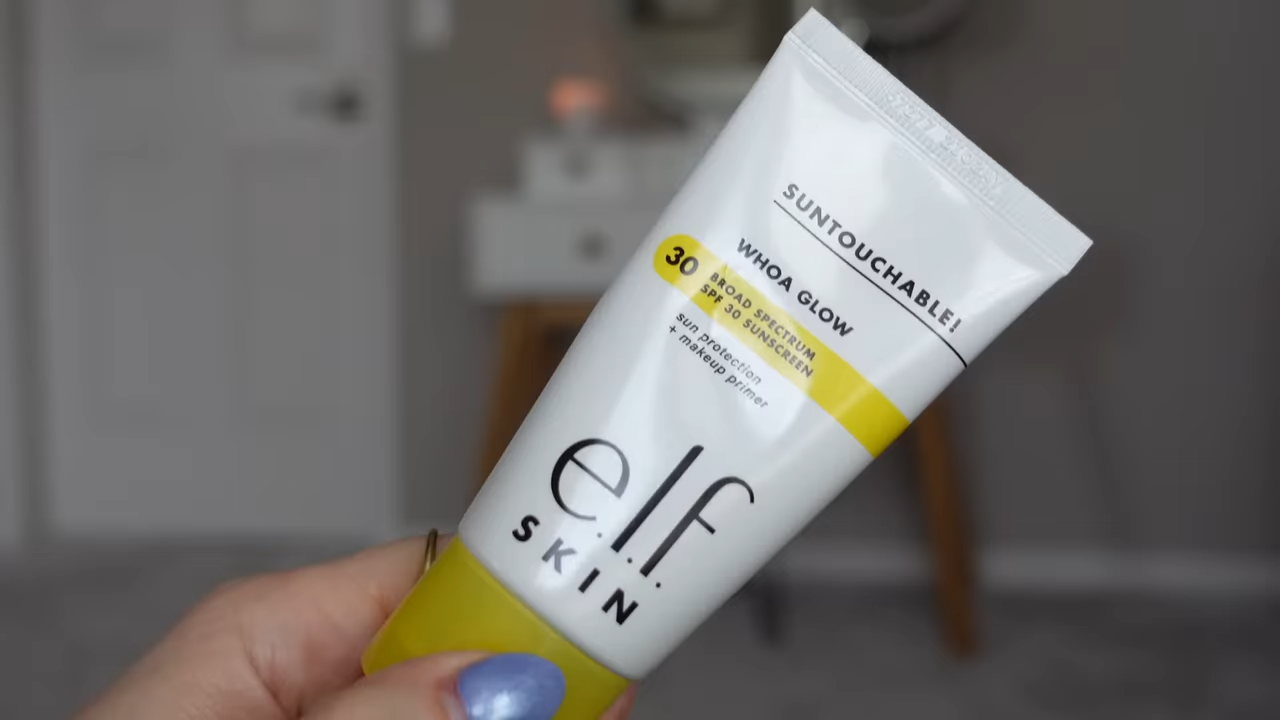 SUNTOUCHABLE!
WHOA GLOW
30
BROAD SPECTRUM
SPF 30 SUNSCREEN
sun protection
+ makeup primer
e.l.f.
SKIN